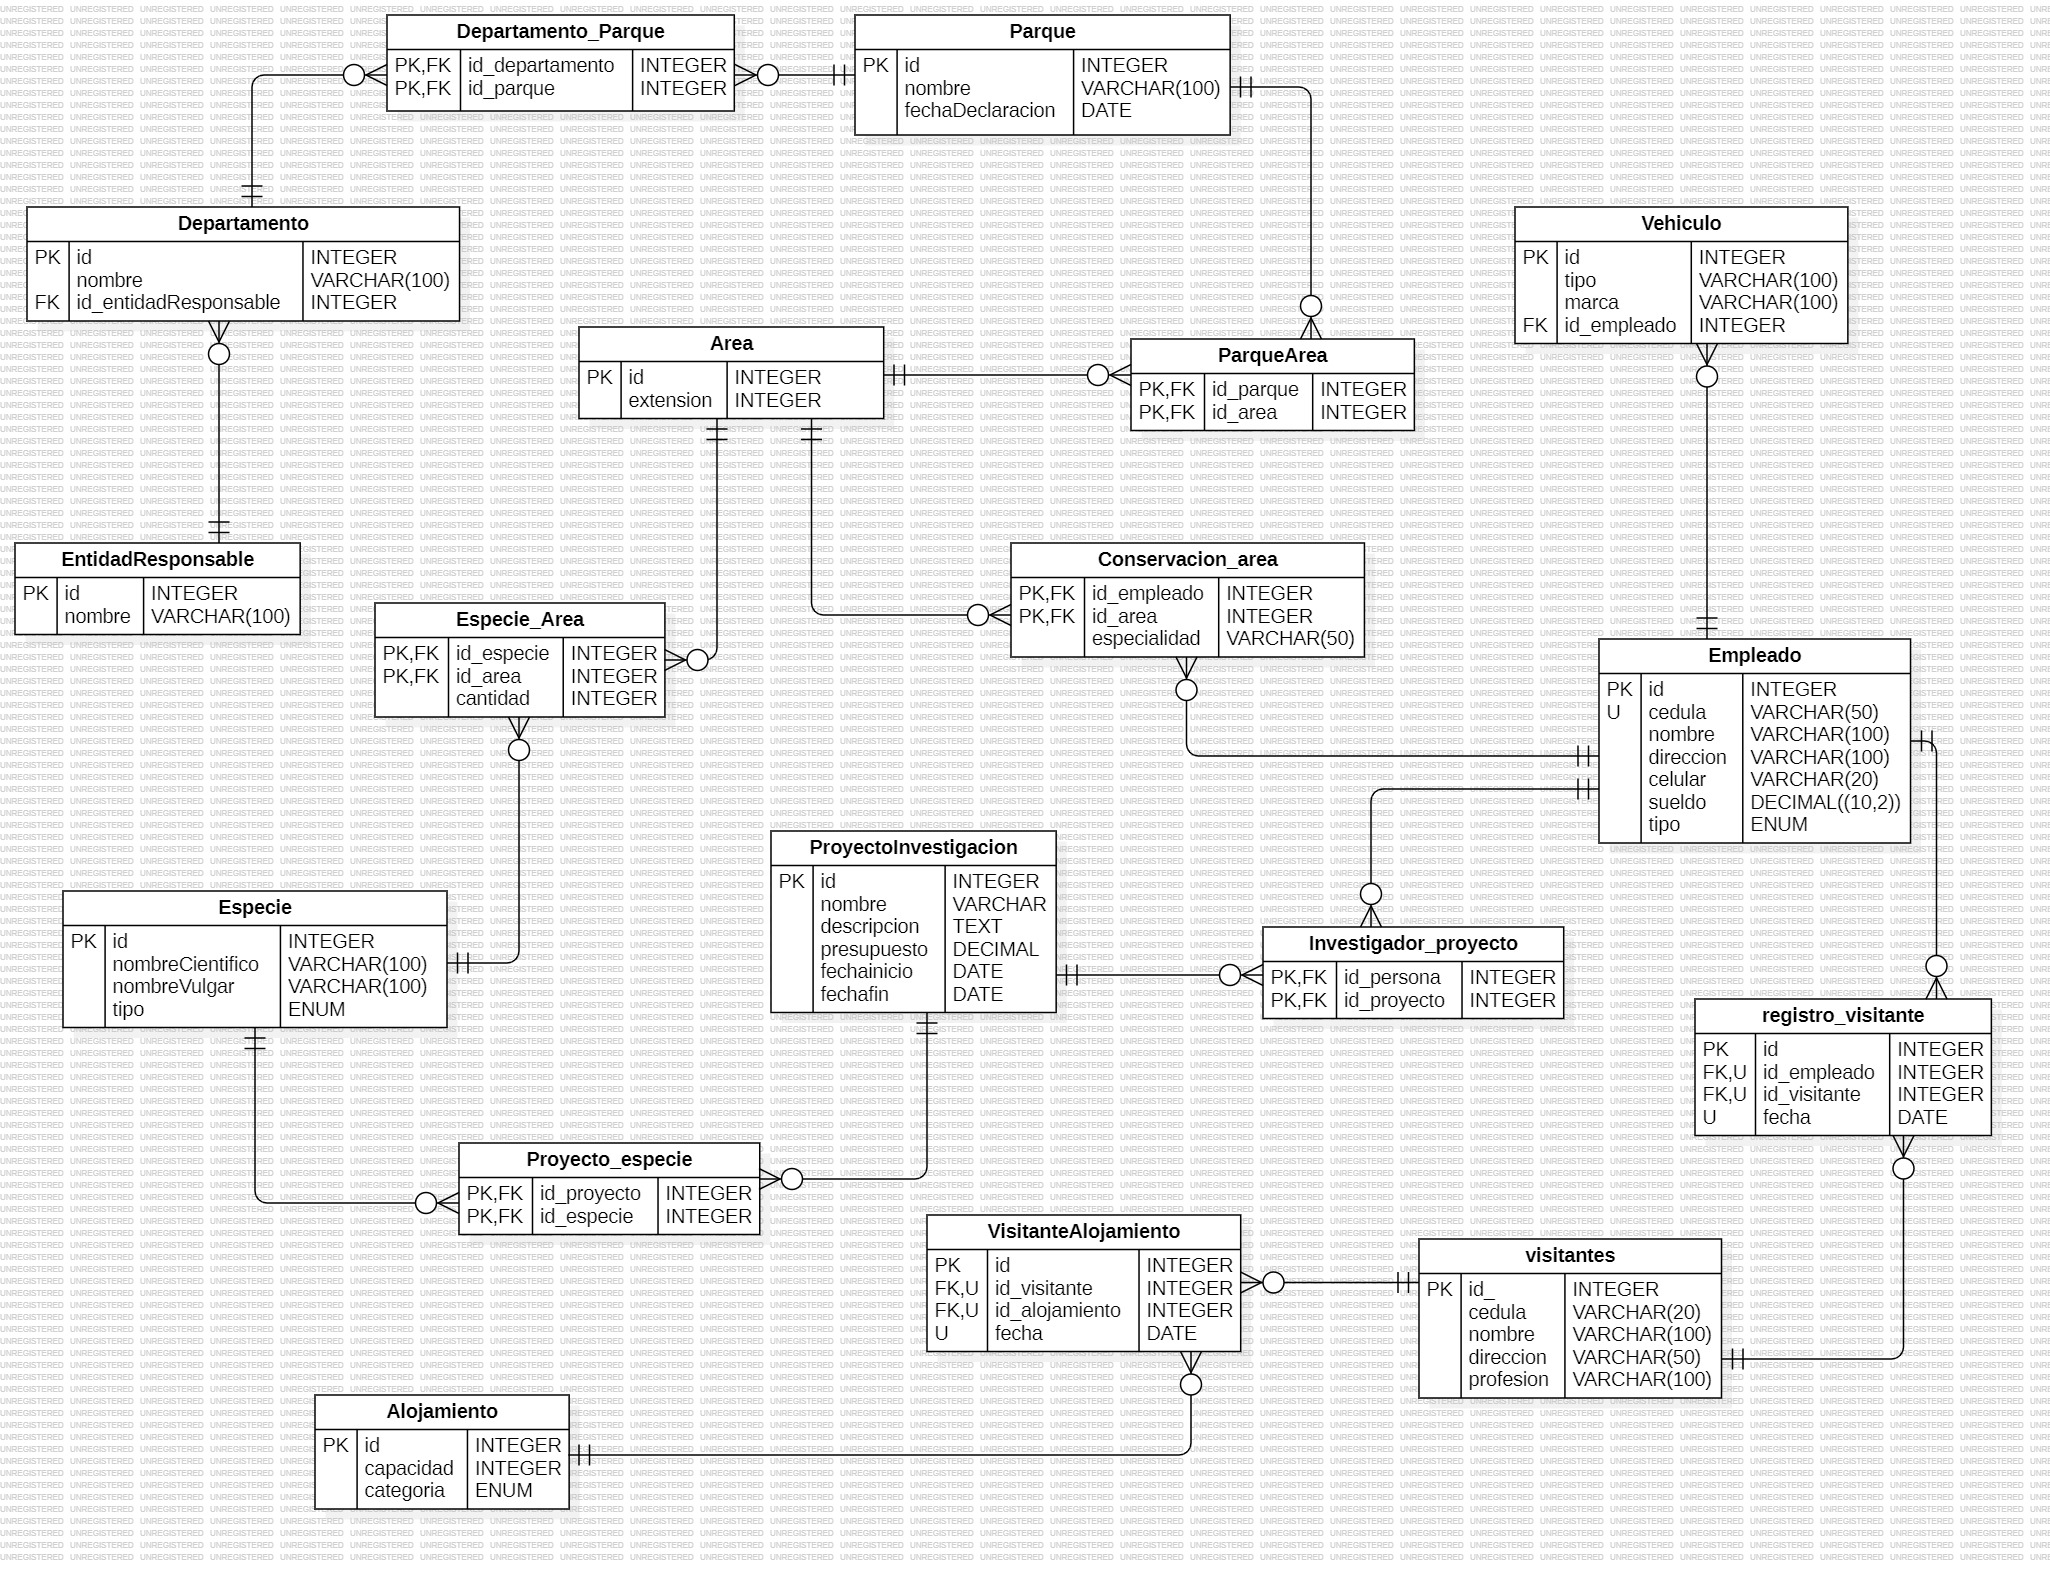 Departamento_Parque
PK,FK id_departamento INTEGER
PK,FK id_parque INTEGER
Parque
PK id INTEGER
nombre VARCHAR(100)
fechaDeclaracion DATE
Departamento
PK id INTEGER
nombre VARCHAR(100)
FK id_entidadResponsable INTEGER
Vehiculo
PK id INTEGER
tipo VARCHAR(100)
marca VARCHAR(100)
FK id_empleado INTEGER
Area
PK id INTEGER
extension INTEGER
ParqueArea
PK,FK id_parque INTEGER
PK,FK id_area INTEGER
EntidadResponsable
PK id INTEGER
nombre VARCHAR(100)
Conservacion_area
PK,FK id_empleado INTEGER
PK,FK id_area INTEGER
especialidad VARCHAR(50)
Especie_Area
PK,FK id_especie INTEGER
PK,FK id_area INTEGER
cantidad INTEGER
Empleado
PK id INTEGER
U cedula VARCHAR(50)
nombre VARCHAR(100)
direccion VARCHAR(100)
celular VARCHAR(20)
sueldo DECIMAL((10,2))
tipo ENUM
ProyectoInvestigacion
PK id INTEGER
nombre VARCHAR
descripcion TEXT
presupuesto DECIMAL
fechainicio DATE
fechafin DATE
Especie
PK id INTEGER
nombreCientifico VARCHAR(100)
nombreVulgar VARCHAR(100)
tipo ENUM
Investigador_proyecto
PK,FK id_persona INTEGER
PK,FK id_proyecto INTEGER
registro_visitante
PK id INTEGER
FK,U id_empleado INTEGER
FK,U id_visitante INTEGER
U fecha DATE
Proyecto_especie
PK,FK id_proyecto INTEGER
PK,FK id_especie INTEGER
VisitanteAlojamiento
PK id INTEGER
FK,U id_visitante INTEGER
FK,U id_alojamiento INTEGER
U fecha DATE
visitantes
PK id_ INTEGER
cedula VARCHAR(20)
nombre VARCHAR(100)
direccion VARCHAR(50)
profesion VARCHAR(100)
Alojamiento
PK id INTEGER
capacidad INTEGER
categoria ENUM
UNREGISTERED